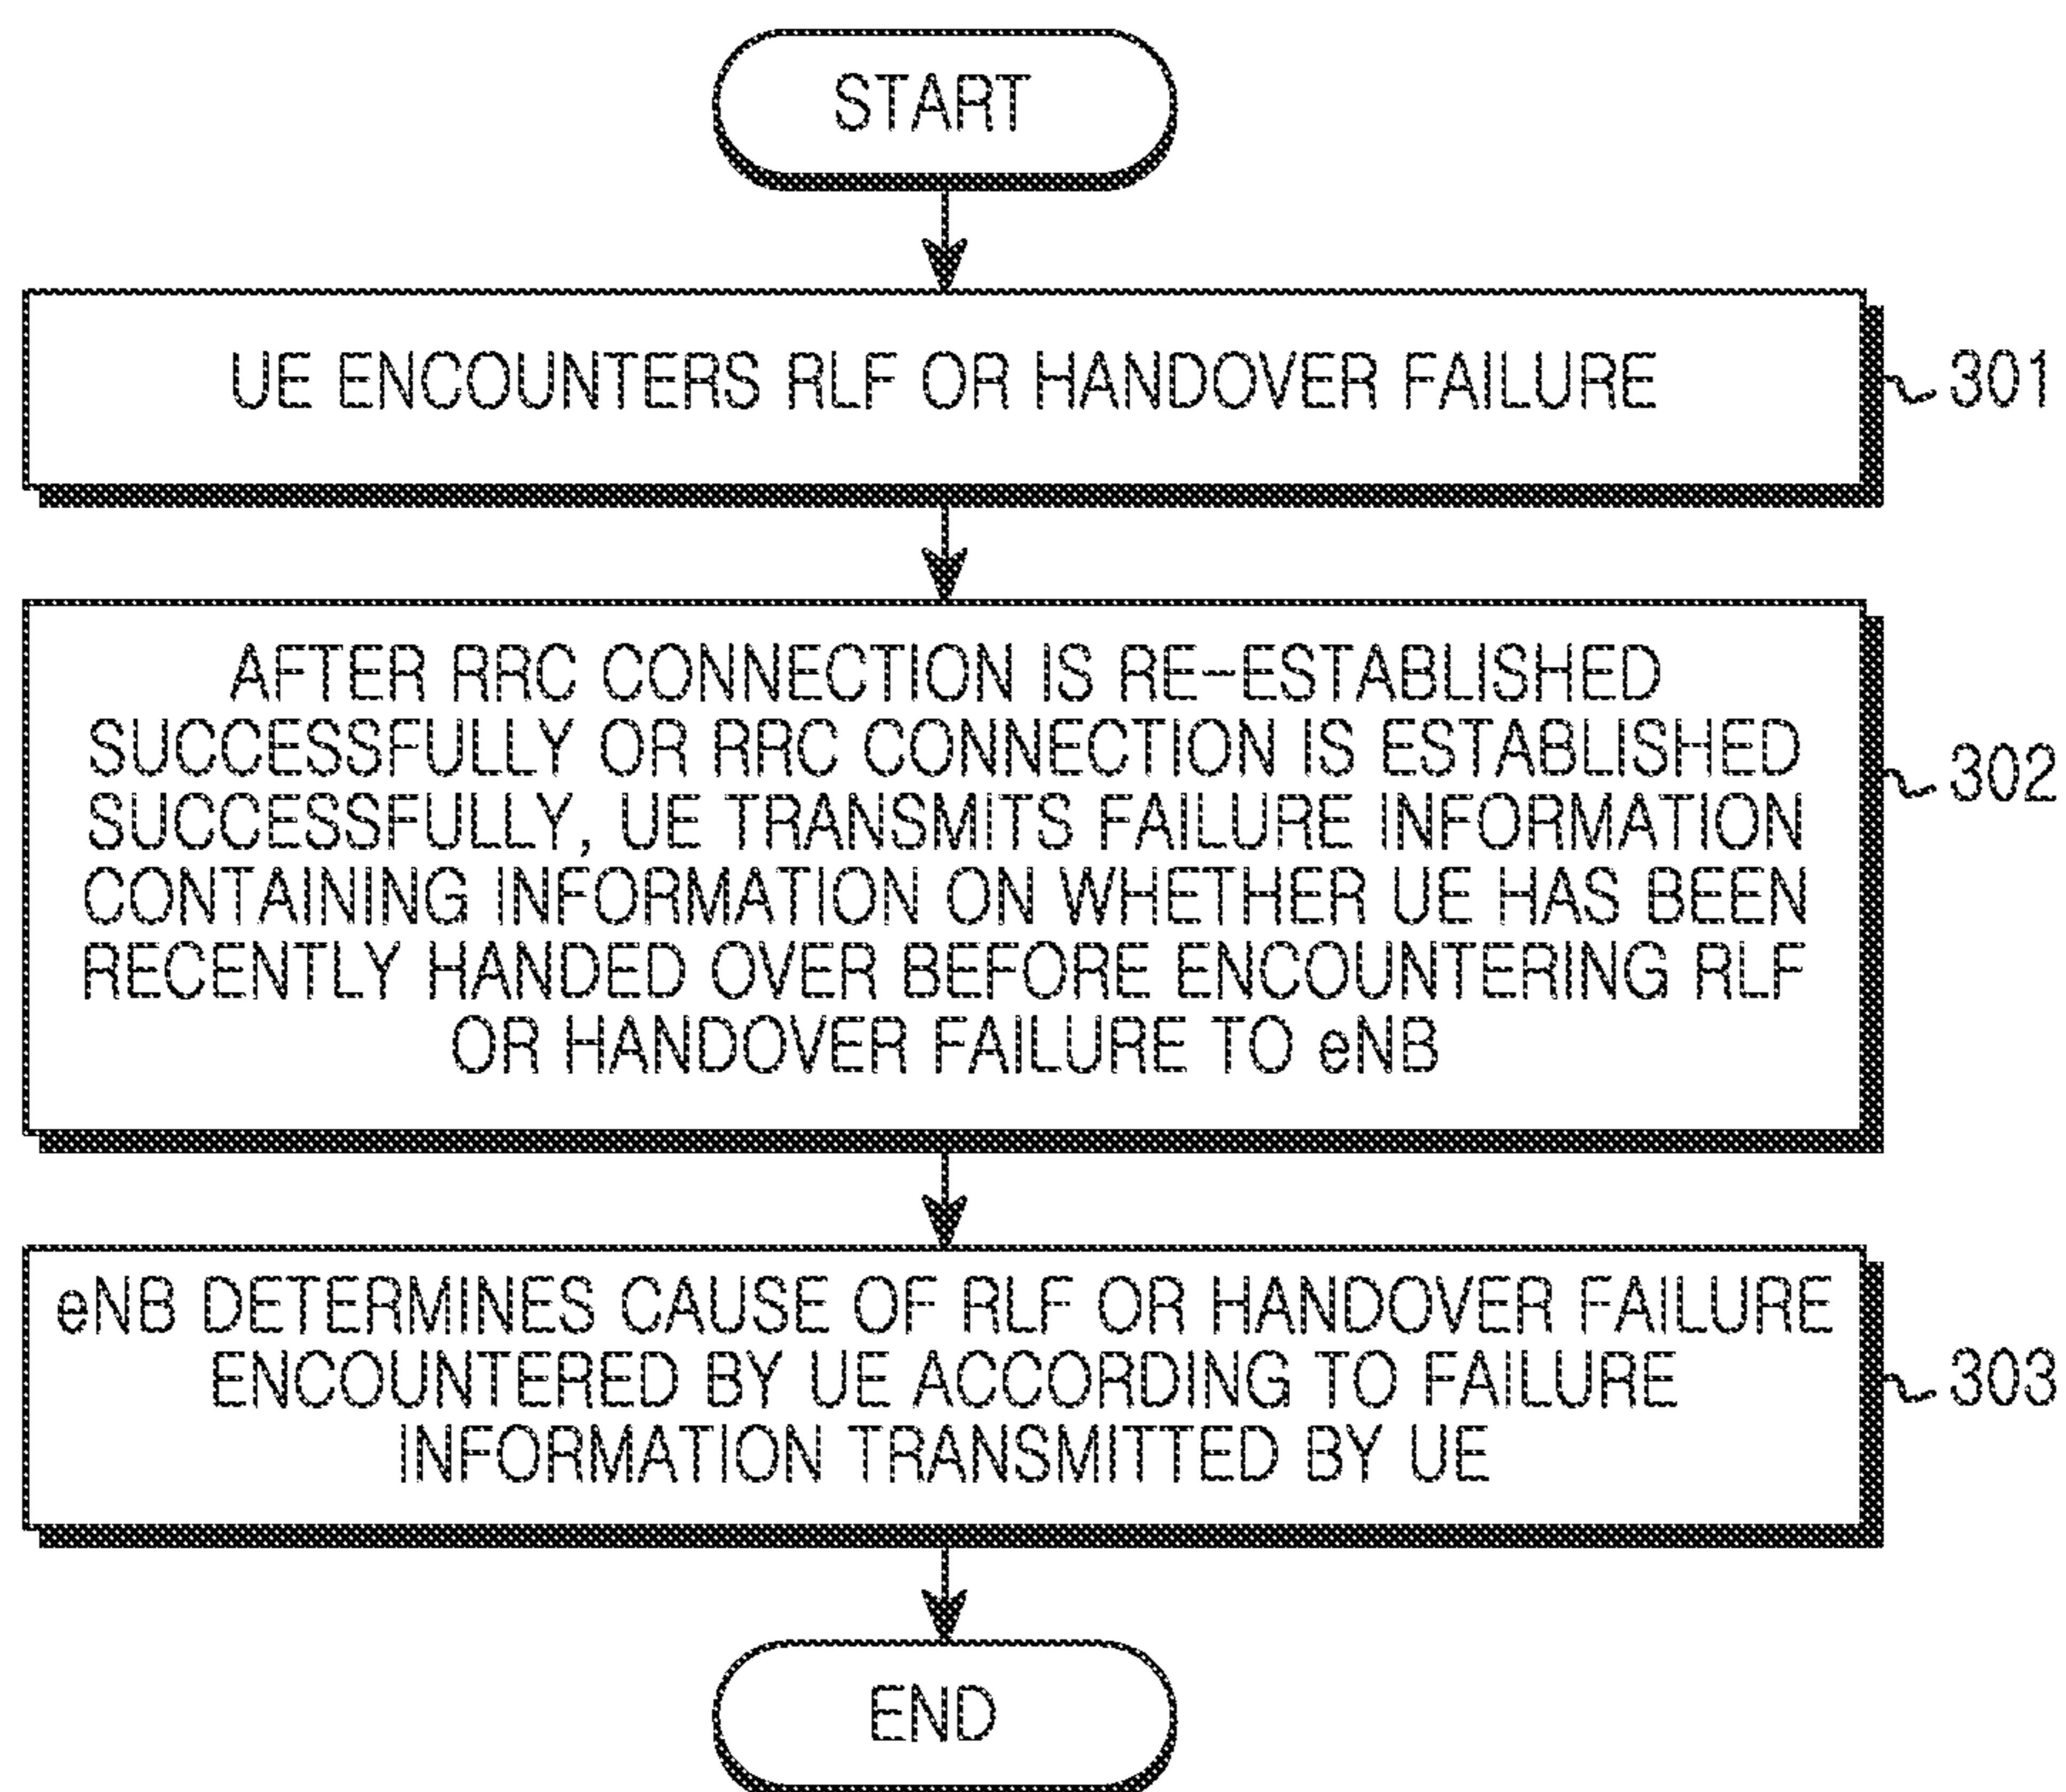 START
UE ENCOUNTERS RLF OR HANDOVER FAILURE
301
AFTER RRC CONNECTION IS RE-ESTABLISHED
SUCCESSFULLY OR RRC CONNECTION IS ESTABLISHED
SUCCESSFULLY, UE TRANSMITS FAILURE INFORMATION
CONTAINING INFORMATION ON WHETHER UE HAS BEEN
RECENTLY HANDED OVER BEFORE ENCOUNTERING RLF
OR HANDOVER FAILURE TO eNB
302
eNB DETERMINES CAUSE OF RLF OR HANDOVER FAILURE
ENCOUNTERED BY UE ACCORDING TO FAILURE
INFORMATION TRANSMITTED BY UE
303
END